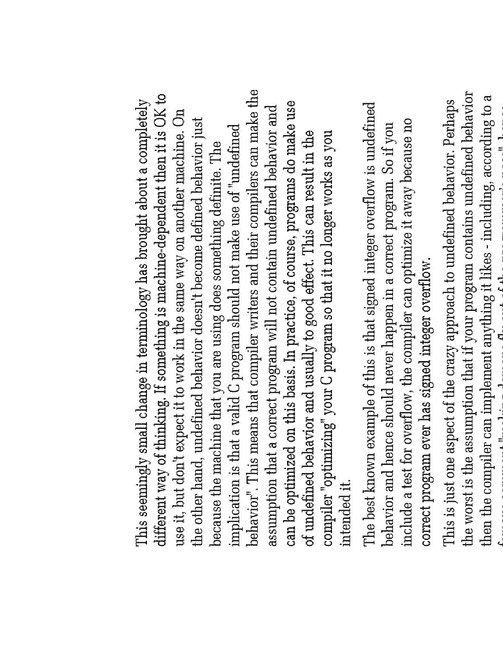 This seemingly small change in terminology has brought about a completely
different way of thinking. If something is machine-dependent then it is OK to
use it, but don't expect it to work in the same way on another machine. On
the other hand, undefined behavior doesn't become defined behavior just
because the machine that you are using does something definite. The
implication is that a valid C program should not make use of "undefined
behavior". This means that compiler writers and their compilers can make the
assumption that a correct program will not contain undefined behavior and
can be optimized on this basis. In practice, of course, programs do make use
of undefined behavior and usually to good effect. This can result in the
compiler "optimizing" your C program so that it no longer works as you
intended it.
The best known example of this is that signed integer overflow is undefined
behavior and hence should never happen in a correct program. So if you
include a test for overflow, the compiler can optimize it away because no
correct program ever has signed integer overflow.
This is just one aspect of the crazy approach to undefined behavior. Perhaps
the worst is the assumption that if your program contains undefined behavior
then the compiler can implement anything it likes - including, according to a